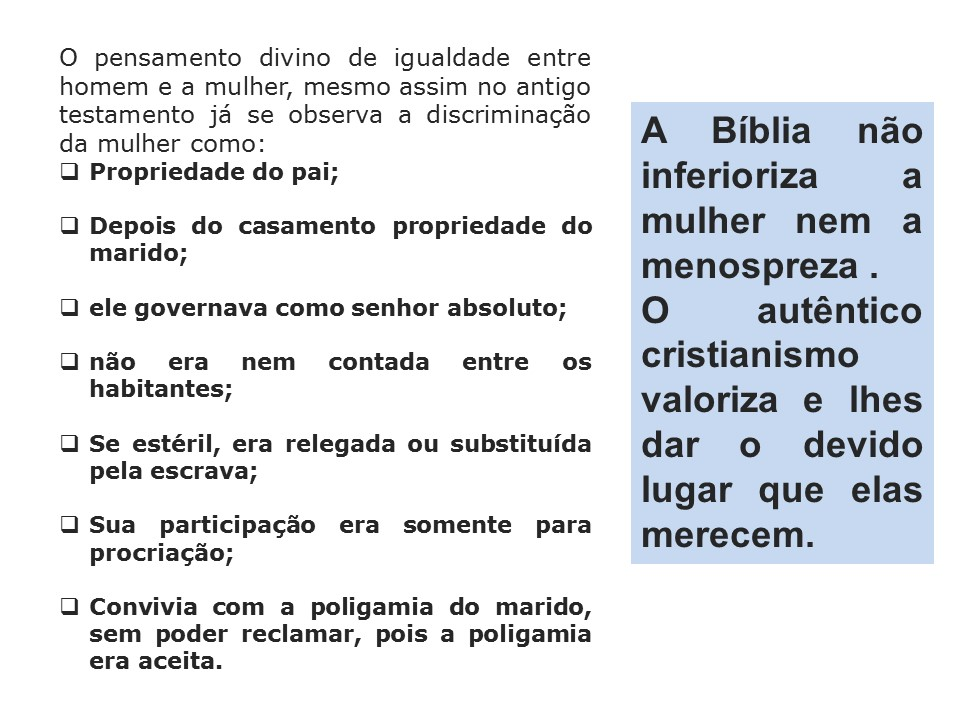 O pensamento divino de igualdade entre
homem e a mulher, mesmo assim no antigo
testamento já se observa a discriminação
da mulher como:
❑ Propriedade do pai;
❑ Depois do casamento propriedade do
marido;
❑ ele governava como senhor absoluto;
❑ não era nem contada entre os
habitantes;
❑ Se estéril, era relegada ou substituída
pela escrava;
❑ Sua participação era somente para
procriação;
❑ Convivia com a poligamia do marido,
sem poder reclamar, pois a poligamia
era aceita.
A Bíblia não
inferioriza a
mulher nem a
menospreza .
O autêntico
cristianismo
valoriza e lhes
dar o devido
lugar que elas
merecem.